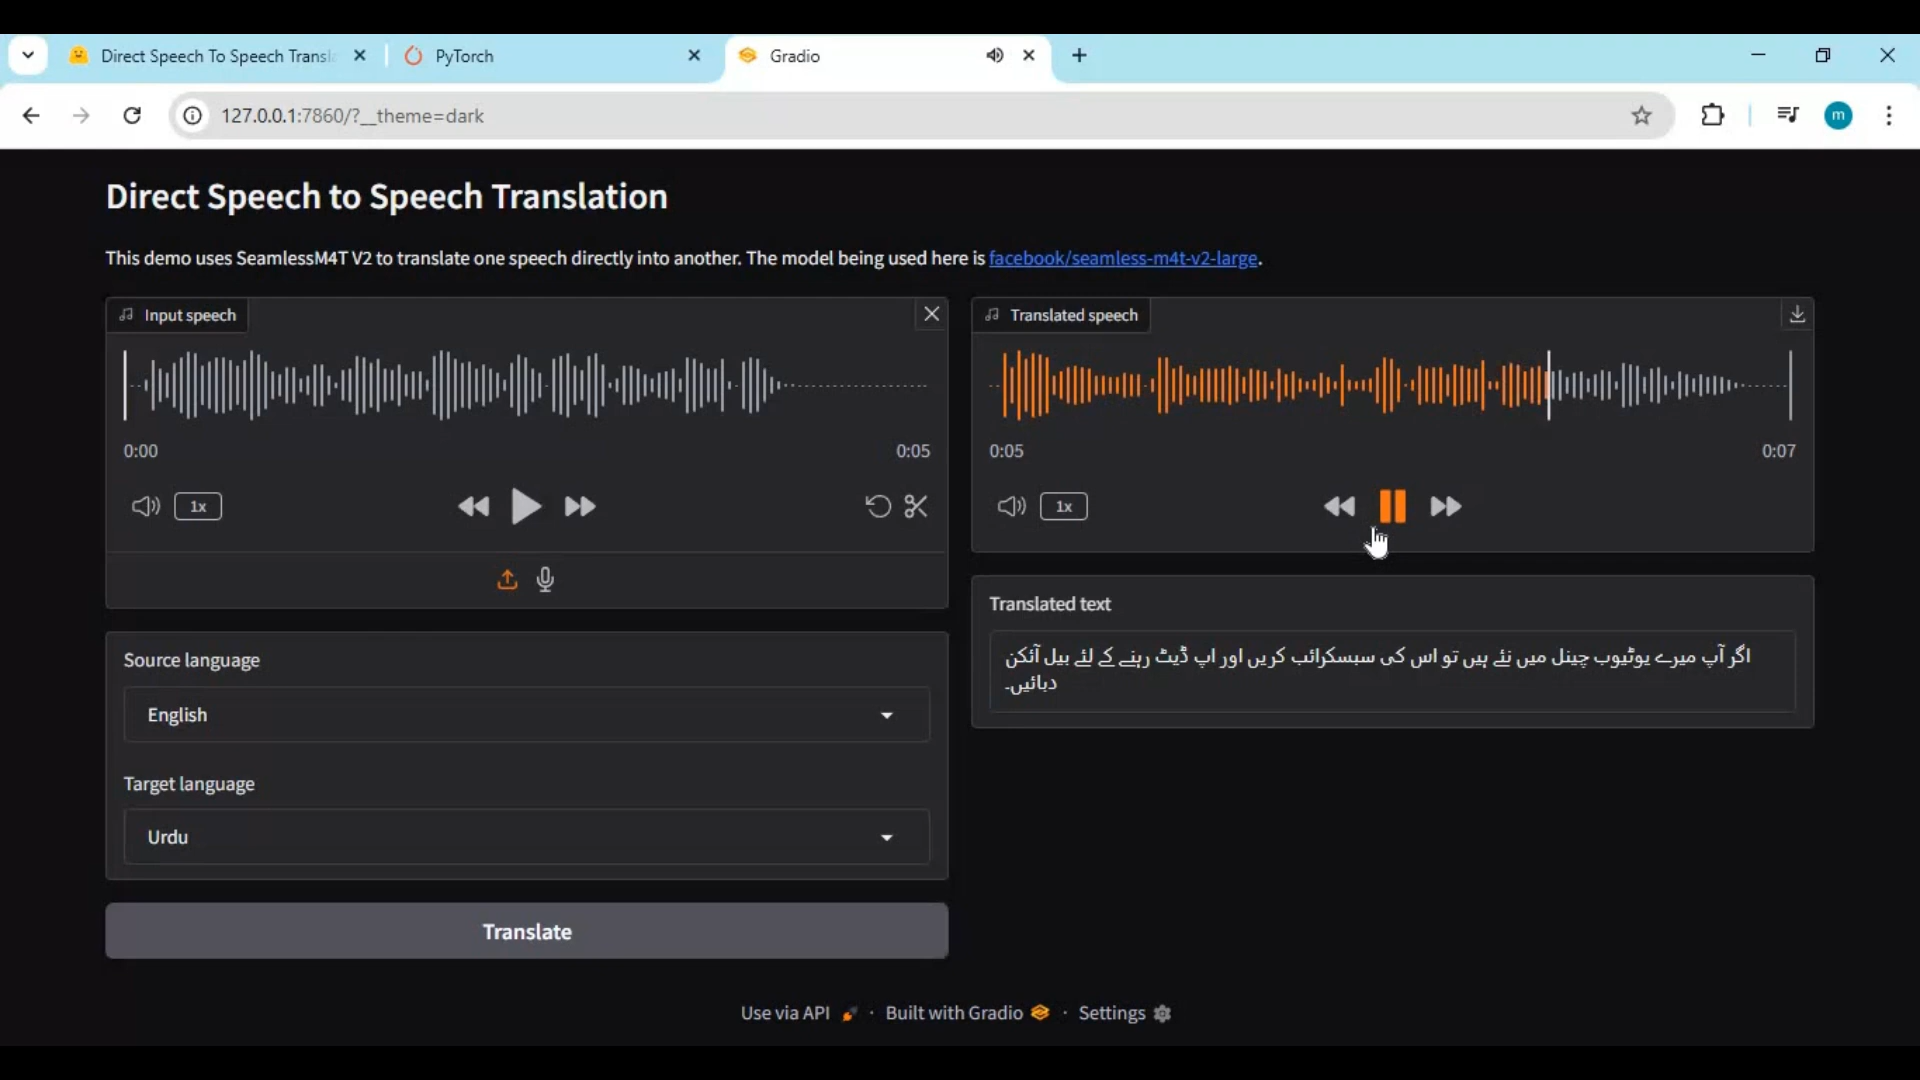 Direct Speech To Speech Transl
PyTorch
Gradio
127.0.0.1:7860/?__theme=dark
m
Direct Speech to Speech Translation
This demo uses SeamlessM4T V2 to translate one speech directly into another. The model being used here is facebook/seamless-m4t-v2-large.
Input speech
0:00
0:05
1x
Source language
English
Target language
Urdu
Translate
Translated speech
0:05
0:07
1x
Translated text
اگر آپ میرے یوٹیوب چینل میں نئے ہیں تو اس کی سبسکرائب کریں اور اپ ڈیٹ رہنے کے لئے بیل آئکن
دبائیں۔
Use via API · Built with Gradio · Settings